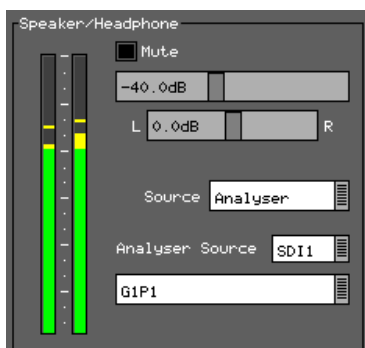 Speaker/Headphone
Mute
-40.0dB
L 0.0dB R
Source Analyser
Analyser Source SDI1
G1P1